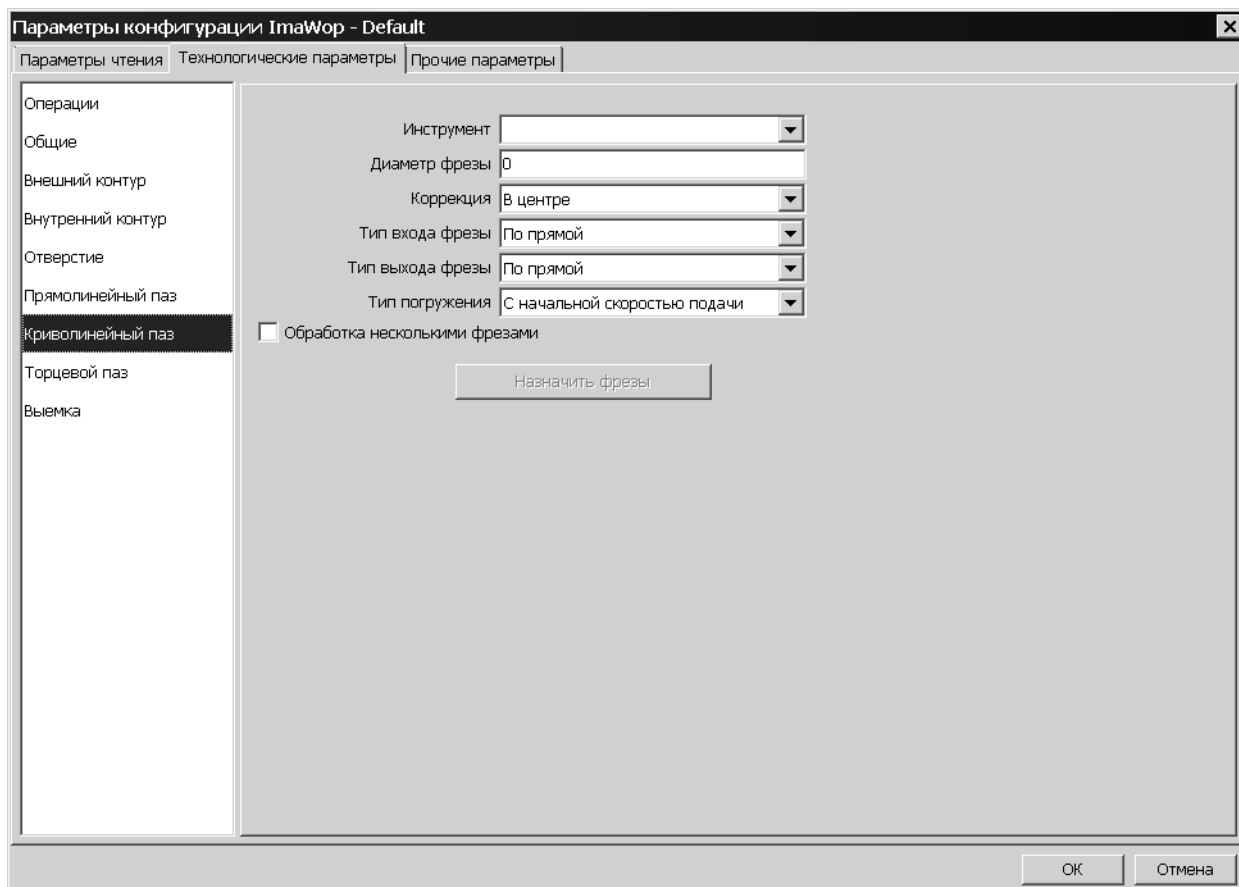 Параметры конфигурации ImaWop - Default
Параметры чтения Технологические параметры Прочие параметры
Операции
Общие
Внешний контур
Внутренний контур
Отверстие
Прямолинейный паз
Криволинейный паз
Торцевой паз
Выемка
Инструмент
Диаметр фрезы 0
Коррекция В центре
Тип входа фрезы По прямой
Тип выхода фрезы По прямой
Тип погружения С начальной скоростью подачи
Обработка несколькими фрезами
Назначить фрезы
ОК Отмена